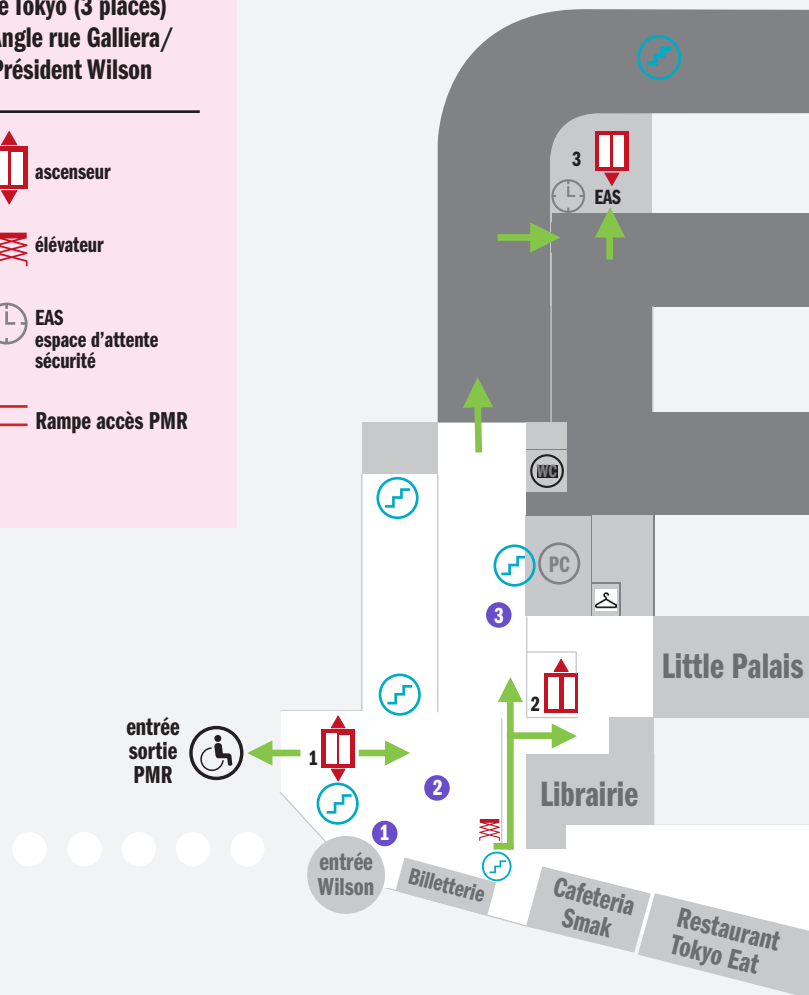 Tokyo (3 places)
Angle rue Galliera/
Président Wilson
ascenseur
élévateur
EAS
espace d'attente
sécurité
Rampe accès PMR
3
EAS
WC
PC
3
Little Palais
2
entrée
sortie
PMR
1
2
Librairie
1
entrée
Wilson
Billetterie
Cafeteria
Smak
Restaurant
Tokyo Eat